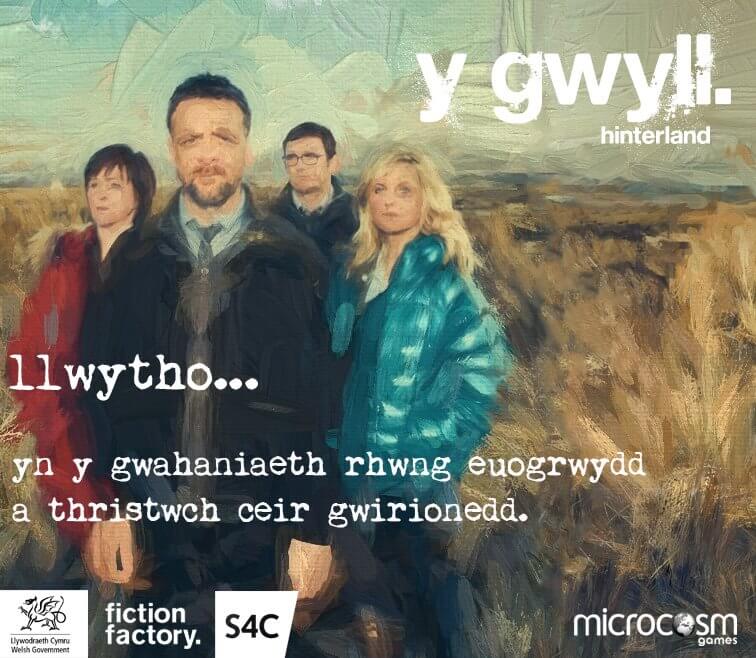 y gwyll.
hinterland
llwytho...
yn y gwahaniaeth rhwng euogrwydd
a thristwch ceir gwirionedd.
Llywodraeth Cymru
Welsh Government
fiction
factory.
S4C
microcosm
games